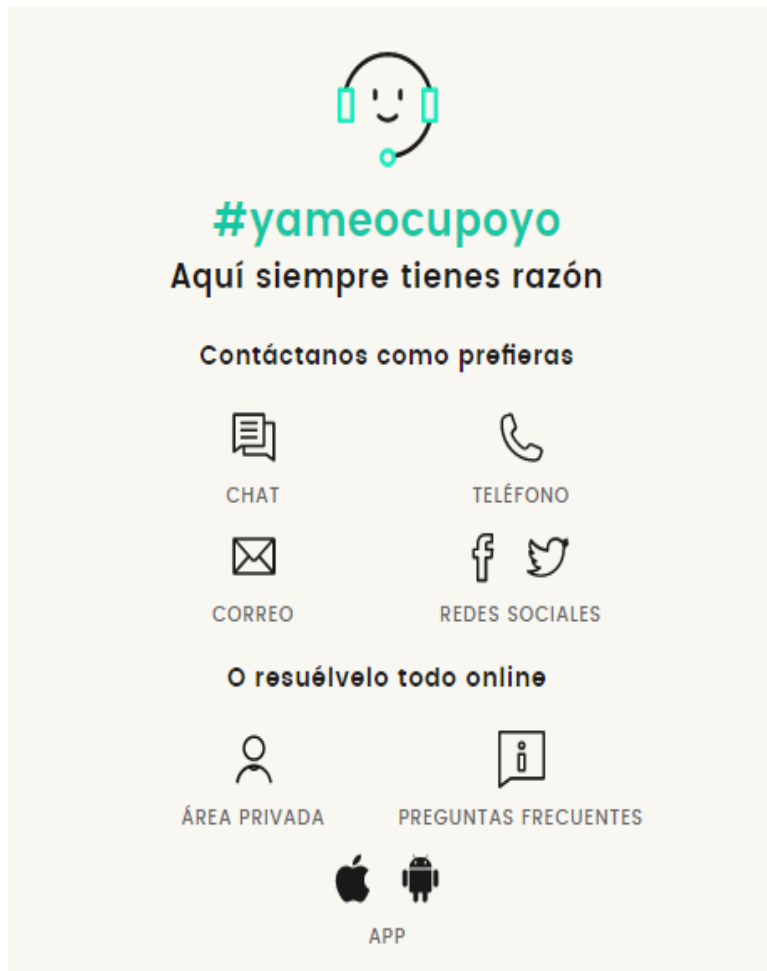 #yameocupoyo
Aquí siempre tienes razón
Contáctanos como prefieras
CHAT
TELÉFONO
CORREO
REDES SOCIALES
O resuélvelo todo online
ÁREA PRIVADA
PREGUNTAS FRECUENTES
APP